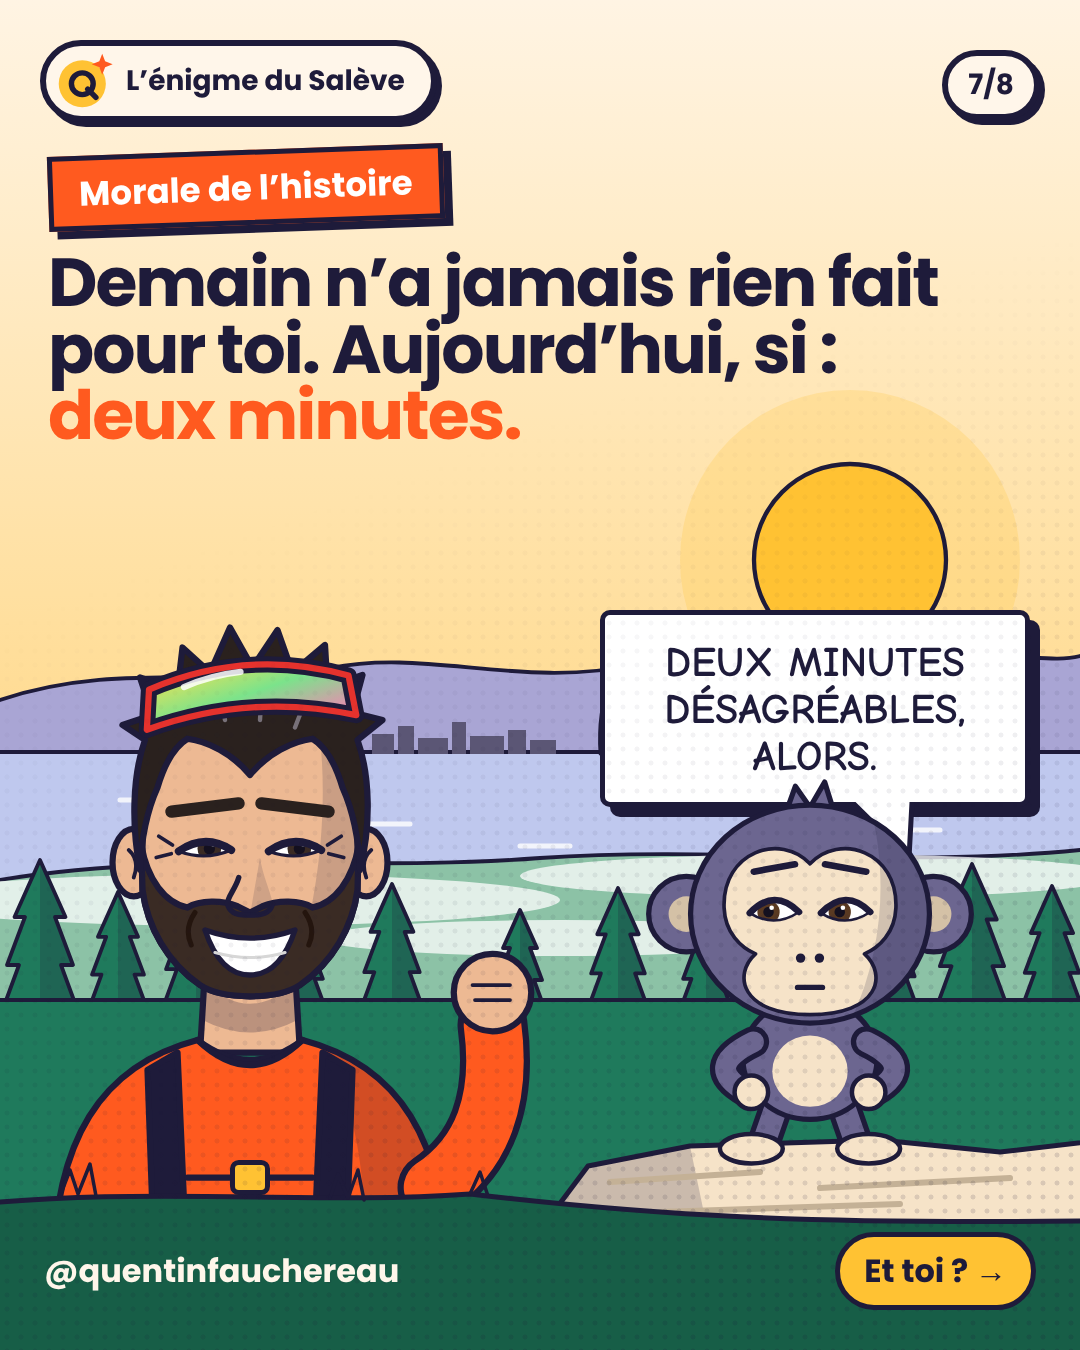 L’énigme du Salève
7/8
Morale de l’histoire
Demain n’a jamais rien fait
pour toi. Aujourd’hui, si :
deux minutes.
DEUX MINUTES
DÉSAGRÉABLES,
ALORS.
@quentinfauchereau
Et toi ? →